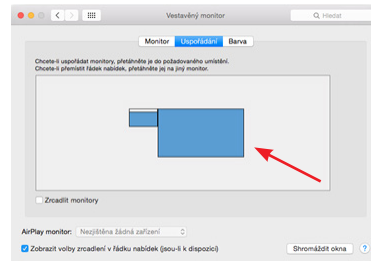 Vestavěný monitor
Hledat
Monitor Uspořádání Barva
Chcete-li uspořádat monitory, přetáhněte je do požadovaného umístění.
Chcete-li přemístit řádek nabídek, přetáhněte jej na jiný monitor.
Zrcadlit monitory
AirPlay monitor: Nezjištěna žádná zařízení
Zobrazit volby zrcadlení v řádku nabídek (jsou-li k dispozici) Shromáždit okna ?